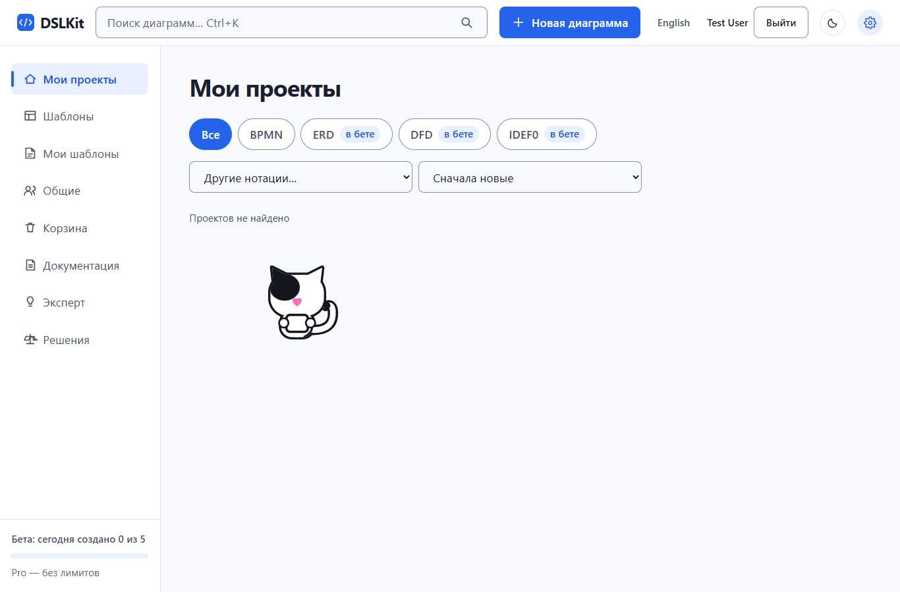 DSLKit
Поиск диаграмм... Ctrl+K
Новая диаграмма
English
Test User
Выйти
Мои проекты
Шаблоны
Мои шаблоны
Общие
Корзина
Документация
Эксперт
Решения
Бета: сегодня создано 0 из 5
Pro — без лимитов
Мои проекты
Все
BPMN
ERD в бете
DFD в бете
IDEF0 в бете
Другие нотации...
Сначала новые
Проектов не найдено